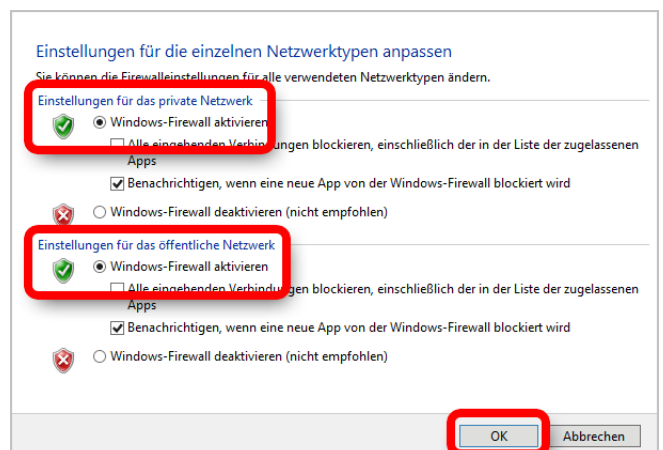 Einstellungen für die einzelnen Netzwerktypen anpassen
Sie können die Firewalleinstellungen für alle verwendeten Netzwerktypen ändern.
Einstellungen für das private Netzwerk
Windows-Firewall aktivieren
Alle eingehenden Verbindungen blockieren, einschließlich der in der Liste der zugelassenen
Apps
Benachrichtigen, wenn eine neue App von der Windows-Firewall blockiert wird
Windows-Firewall deaktivieren (nicht empfohlen)
Einstellungen für das öffentliche Netzwerk
Windows-Firewall aktivieren
Alle eingehenden Verbindungen blockieren, einschließlich der in der Liste der zugelassenen
Apps
Benachrichtigen, wenn eine neue App von der Windows-Firewall blockiert wird
Windows-Firewall deaktivieren (nicht empfohlen)
OK Abbrechen